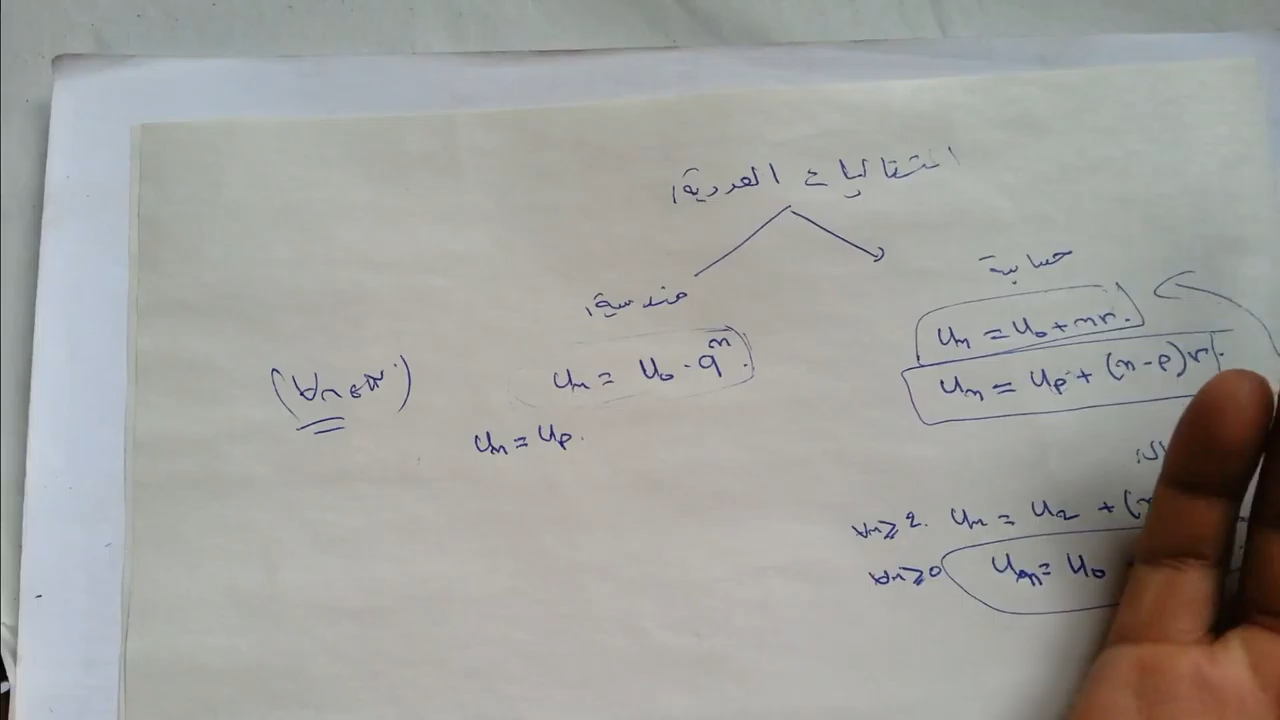 المتتاليات العددية
حسابية
Uₙ = U₀ + nr.
Uₙ = Uₚ + (n-p)r
∀n≥2. Uₙ = U₂ + (n
∀n≥0 Uₙ = U₀
هندسية
Uₙ = U₀ · qⁿ.
Uₙ = Uₚ.
(∀n∈ℕ)